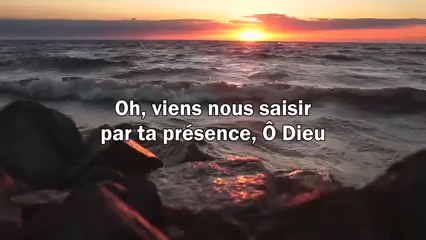 Oh, viens nous saisir
par ta présence, Ô Dieu